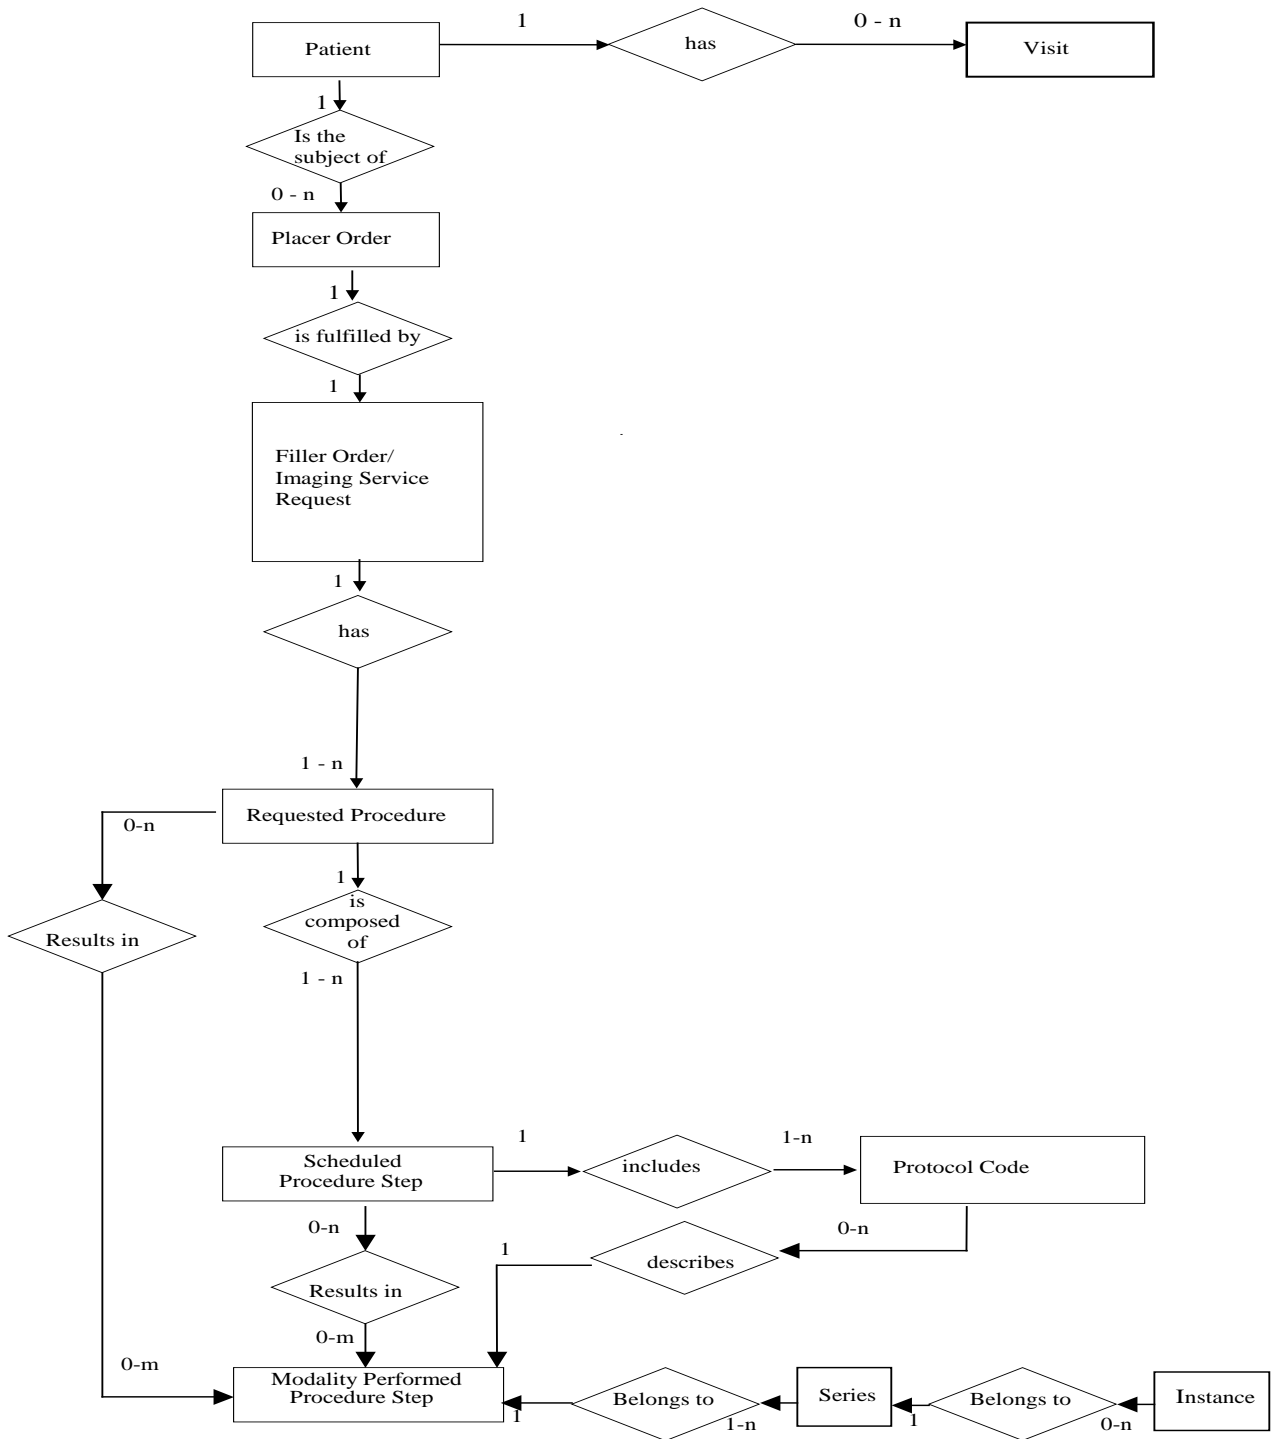 1
0 - n
Patient
has
Visit
1
Is the
subject of
0 - n
Placer Order
1
is fulfilled by
1
Filler Order/
Imaging Service
Request
1
has
1 - n
Requested Procedure
0-n
1
is
composed
of
Results in
1 - n
1
1-n
Scheduled
Procedure Step
includes
Protocol Code
0-n
0-n
1
describes
Results in
0-m
0-m
Modality Performed
Procedure Step
1
Belongs to
1-n
Series
1
Belongs to
0-n
Instance